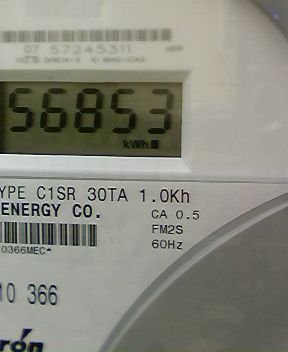 07 57245311
56853
kWh
YPE C1SR 30TA 1.0Kh
ENERGY CO.
CA 0.5
FM2S
60Hz
0366MEC*
10 366
rón